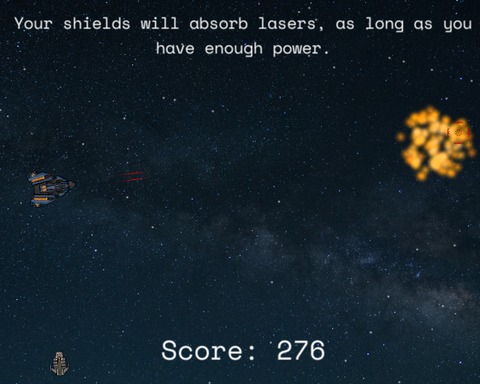 Your shields will absorb lasers, as long as you
have enough power.
Score: 276